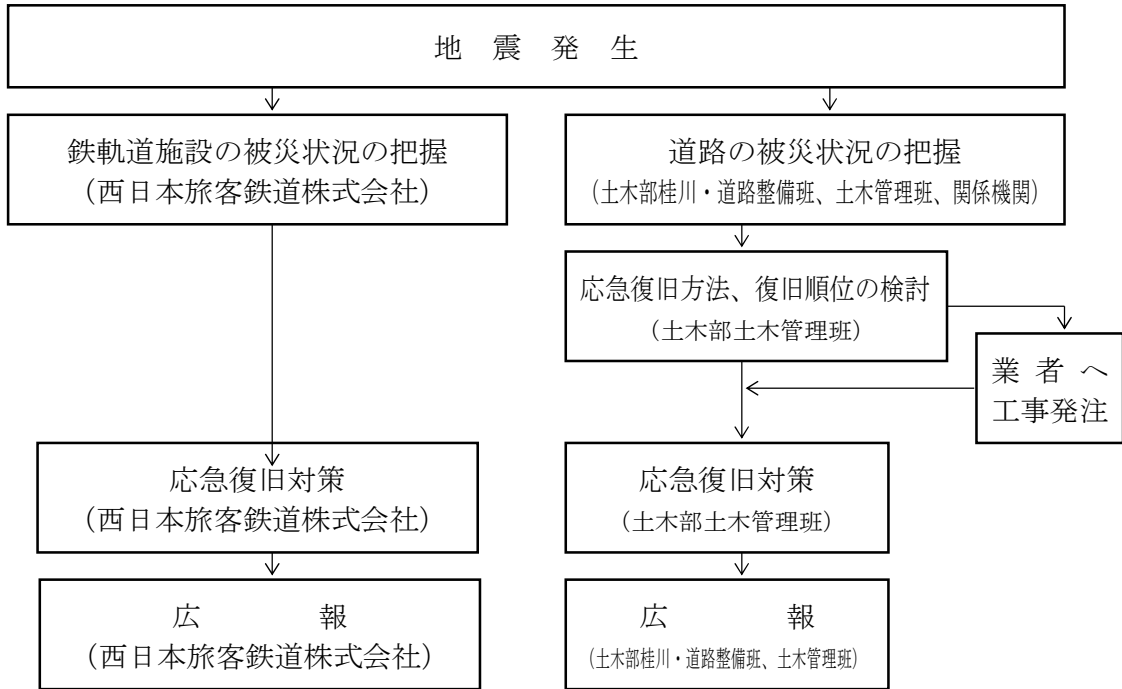 地　震　発　生
鉄軌道施設の被災状況の把握
（西日本旅客鉄道株式会社）
道路の被災状況の把握
（土木部桂川・道路整備班、土木管理班、関係機関）
応急復旧方法、復旧順位の検討
（土木部土木管理班）
業 者 へ
工事発注
応急復旧対策
（西日本旅客鉄道株式会社）
応急復旧対策
（土木部土木管理班）
広　　　報
（西日本旅客鉄道株式会社）
広　　　報
（土木部桂川・道路整備班、土木管理班）